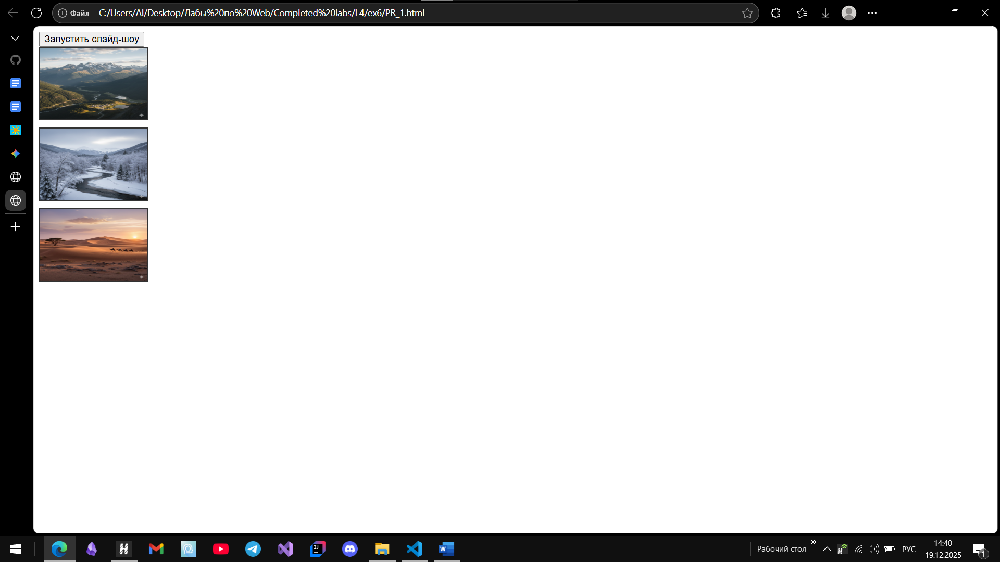 Файл C:/Users/Al/Desktop/Лабы%20по%20Web/Completed%20labs/L4/ex6/PR_1.html
Запустить слайд-шоу
Рабочий стол
РУС
14:40
19.12.2025
1